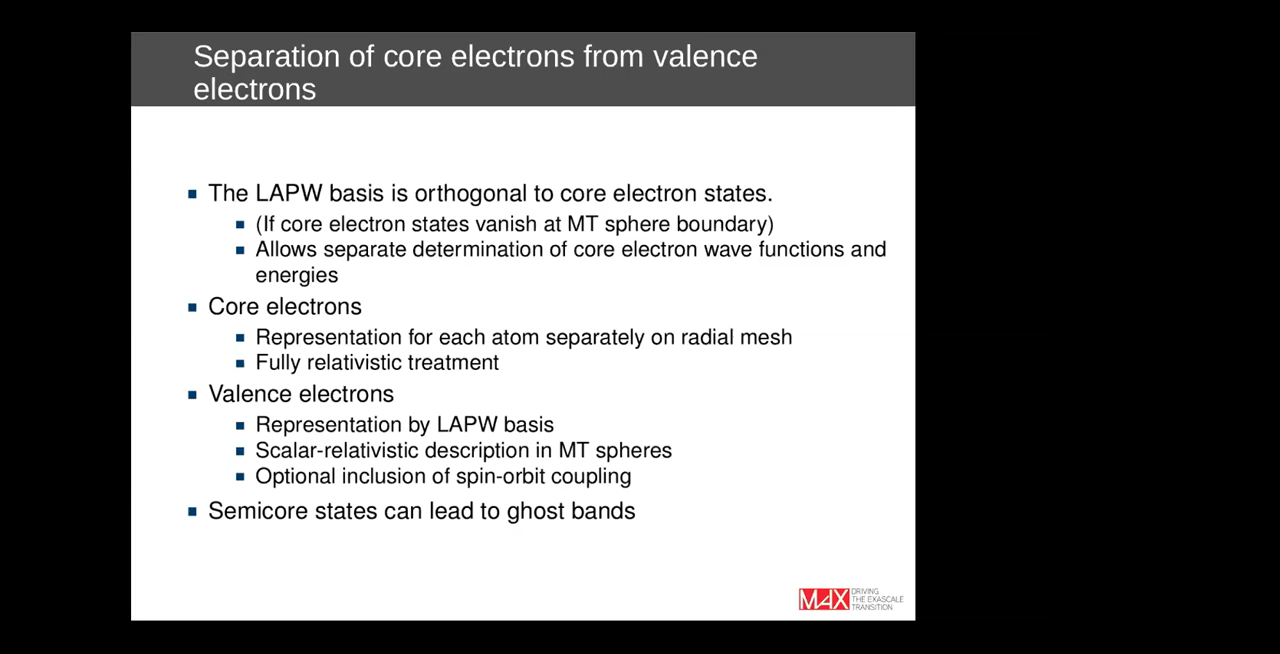 Separation of core electrons from valence
electrons
▪ The LAPW basis is orthogonal to core electron states.
▪ (If core electron states vanish at MT sphere boundary)
▪ Allows separate determination of core electron wave functions and
energies
▪ Core electrons
▪ Representation for each atom separately on radial mesh
▪ Fully relativistic treatment
▪ Valence electrons
▪ Representation by LAPW basis
▪ Scalar-relativistic description in MT spheres
▪ Optional inclusion of spin-orbit coupling
▪ Semicore states can lead to ghost bands
MAX
DRIVING
THE EXASCALE
TRANSITION